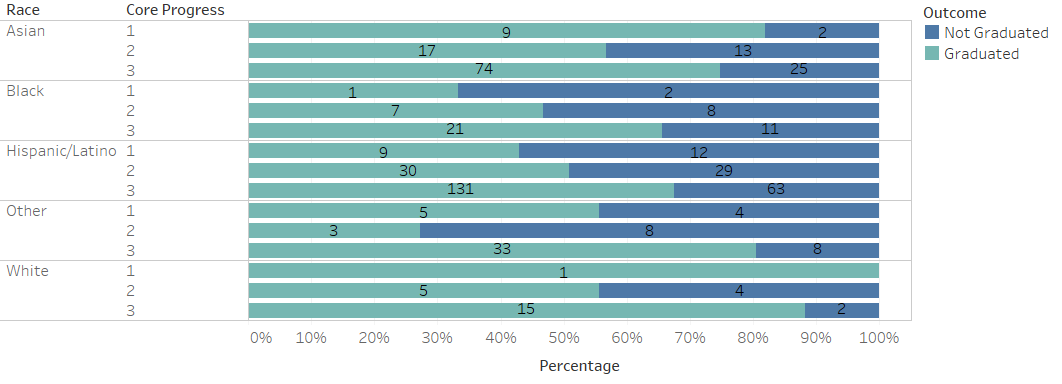 Race Core Progress
Outcome
Not Graduated
Graduated
Asian 1 9 2
2 17 13
3 74 25
Black 1 1 2
2 7 8
3 21 11
Hispanic/Latino 1 9 12
2 30 29
3 131 63
Other 1 5 4
2 3 8
3 33 8
White 1 1
2 5 4
3 15 2
0% 10% 20% 30% 40% 50% 60% 70% 80% 90% 100%
Percentage